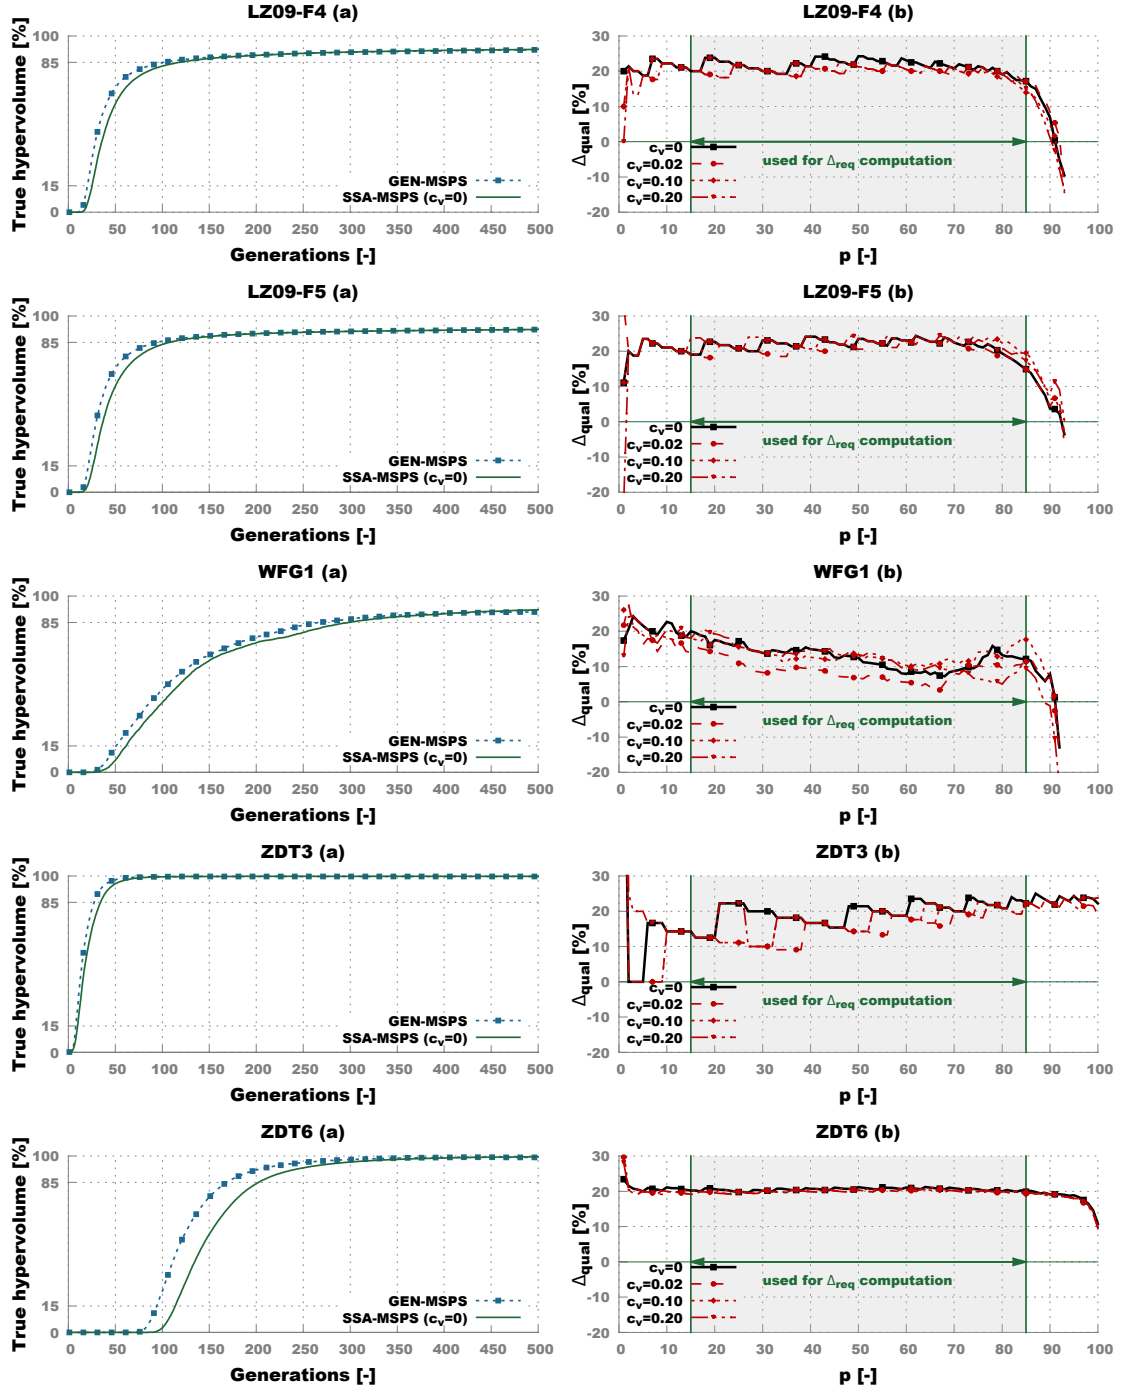 LZ09-F4 (a)
True hypervolume [%]
100
85
15
0
GEN-MSPS
SSA-MSPS (cv=0)
0 50 100 150 200 250 300 350 400 450 500
Generations [-]
LZ09-F4 (b)
Δqual [%]
30
20
10
0
-10
-20
cv=0
cv=0.02
cv=0.10
cv=0.20
used for Δreq computation
0 10 20 30 40 50 60 70 80 90 100
p [-]
LZ09-F5 (a)
True hypervolume [%]
100
85
15
0
GEN-MSPS
SSA-MSPS (cv=0)
0 50 100 150 200 250 300 350 400 450 500
Generations [-]
LZ09-F5 (b)
Δqual [%]
30
20
10
0
-10
-20
cv=0
cv=0.02
cv=0.10
cv=0.20
used for Δreq computation
0 10 20 30 40 50 60 70 80 90 100
p [-]
WFG1 (a)
True hypervolume [%]
100
85
15
0
GEN-MSPS
SSA-MSPS (cv=0)
0 50 100 150 200 250 300 350 400 450 500
Generations [-]
WFG1 (b)
Δqual [%]
30
20
10
0
-10
-20
cv=0
cv=0.02
cv=0.10
cv=0.20
used for Δreq computation
0 10 20 30 40 50 60 70 80 90 100
p [-]
ZDT3 (a)
True hypervolume [%]
100
85
15
0
GEN-MSPS
SSA-MSPS (cv=0)
0 50 100 150 200 250 300 350 400 450 500
Generations [-]
ZDT3 (b)
Δqual [%]
30
20
10
0
-10
-20
cv=0
cv=0.02
cv=0.10
cv=0.20
used for Δreq computation
0 10 20 30 40 50 60 70 80 90 100
p [-]
ZDT6 (a)
True hypervolume [%]
100
85
15
0
GEN-MSPS
SSA-MSPS (cv=0)
0 50 100 150 200 250 300 350 400 450 500
Generations [-]
ZDT6 (b)
Δqual [%]
30
20
10
0
-10
-20
cv=0
cv=0.02
cv=0.10
cv=0.20
used for Δreq computation
0 10 20 30 40 50 60 70 80 90 100
p [-]